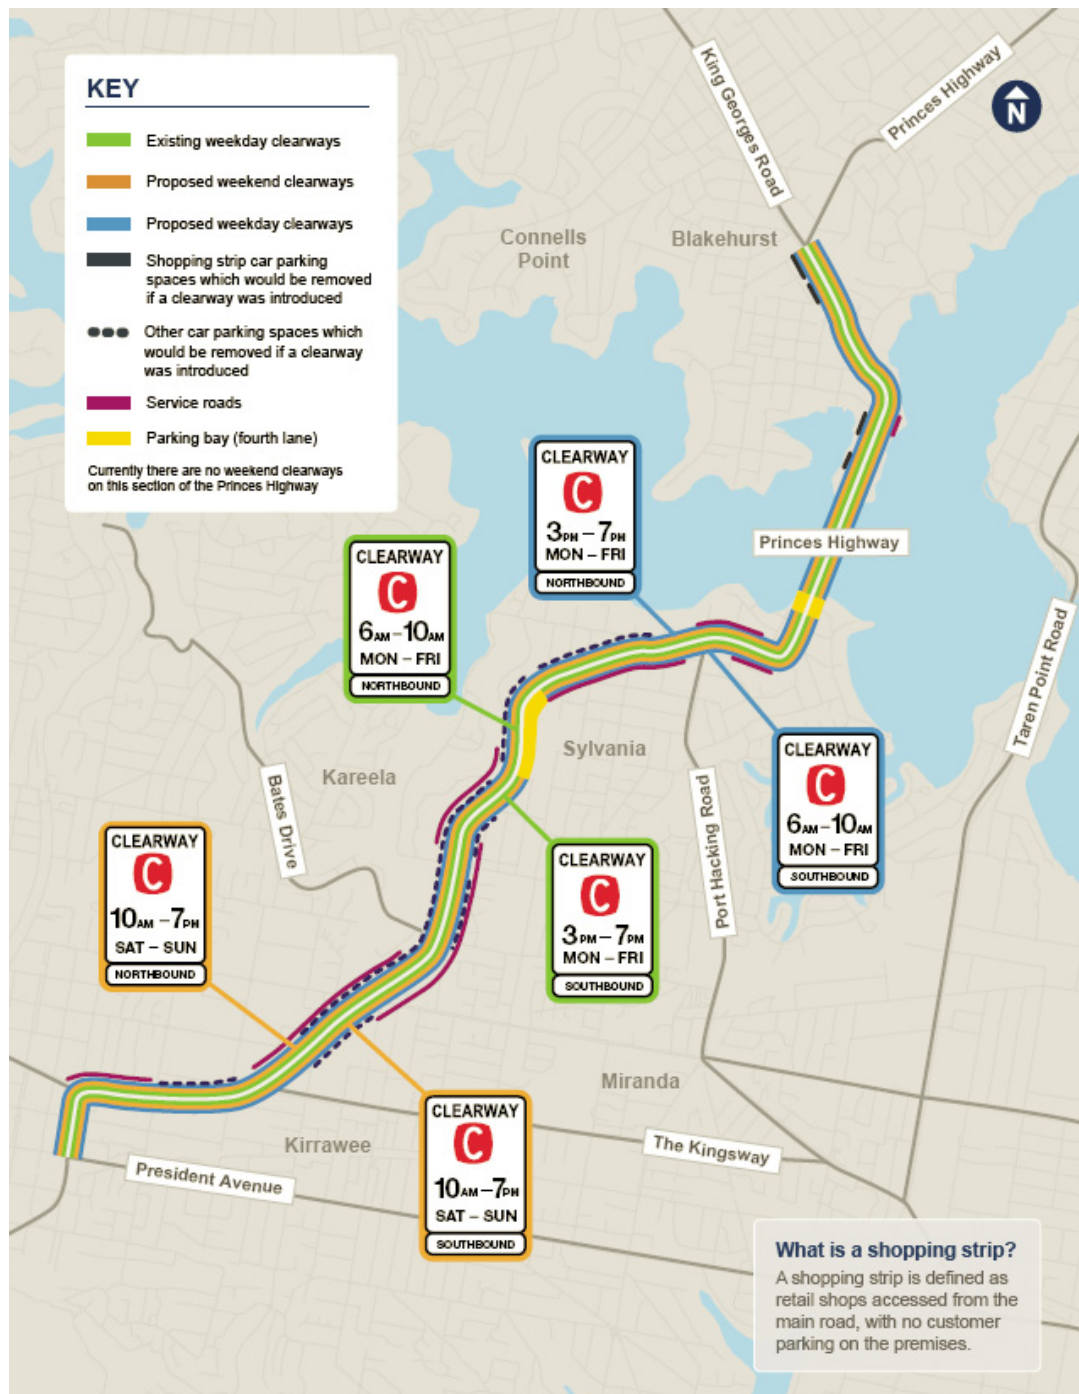 KEY
Existing weekday clearways
Proposed weekend clearways
Proposed weekday clearways
Shopping strip car parking
spaces which would be removed
if a clearway was introduced
Other car parking spaces which
would be removed if a clearway
was introduced
Service roads
Parking bay (fourth lane)
Currently there are no weekend clearways
on this section of the Princes Highway
King Georges Road
Princes Highway
N
Connells
Point
Blakehurst
CLEARWAY
C
3PM – 7PM
MON – FRI
NORTHBOUND
Princes Highway
CLEARWAY
C
6AM – 10AM
MON – FRI
NORTHBOUND
Taren Point Road
Sylvania
Kareela
Bates Drive
Port Hacking Road
CLEARWAY
C
6AM – 10AM
MON – FRI
SOUTHBOUND
CLEARWAY
C
10AM – 7PM
SAT – SUN
NORTHBOUND
CLEARWAY
C
3PM – 7PM
MON – FRI
SOUTHBOUND
Miranda
Kirrawee
The Kingsway
President Avenue
CLEARWAY
C
10AM – 7PM
SAT – SUN
SOUTHBOUND
What is a shopping strip?
A shopping strip is defined as
retail shops accessed from the
main road, with no customer
parking on the premises.